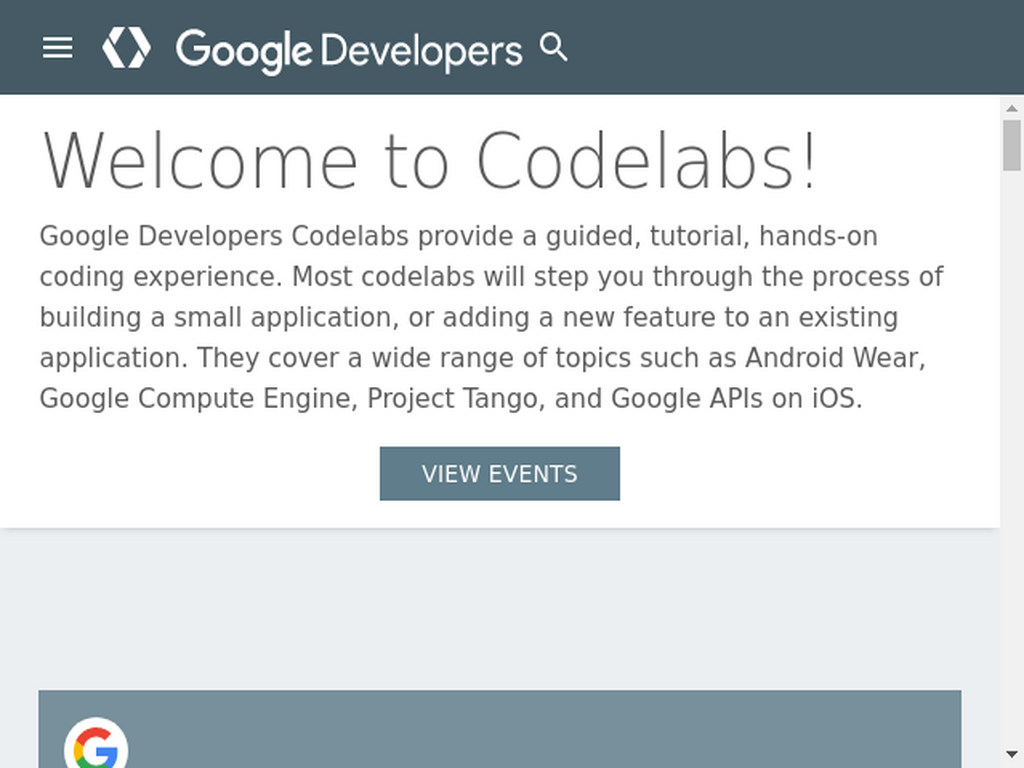 Google Developers
Welcome to Codelabs!
Google Developers Codelabs provide a guided, tutorial, hands-on
coding experience. Most codelabs will step you through the process of
building a small application, or adding a new feature to an existing
application. They cover a wide range of topics such as Android Wear,
Google Compute Engine, Project Tango, and Google APIs on iOS.
VIEW EVENTS